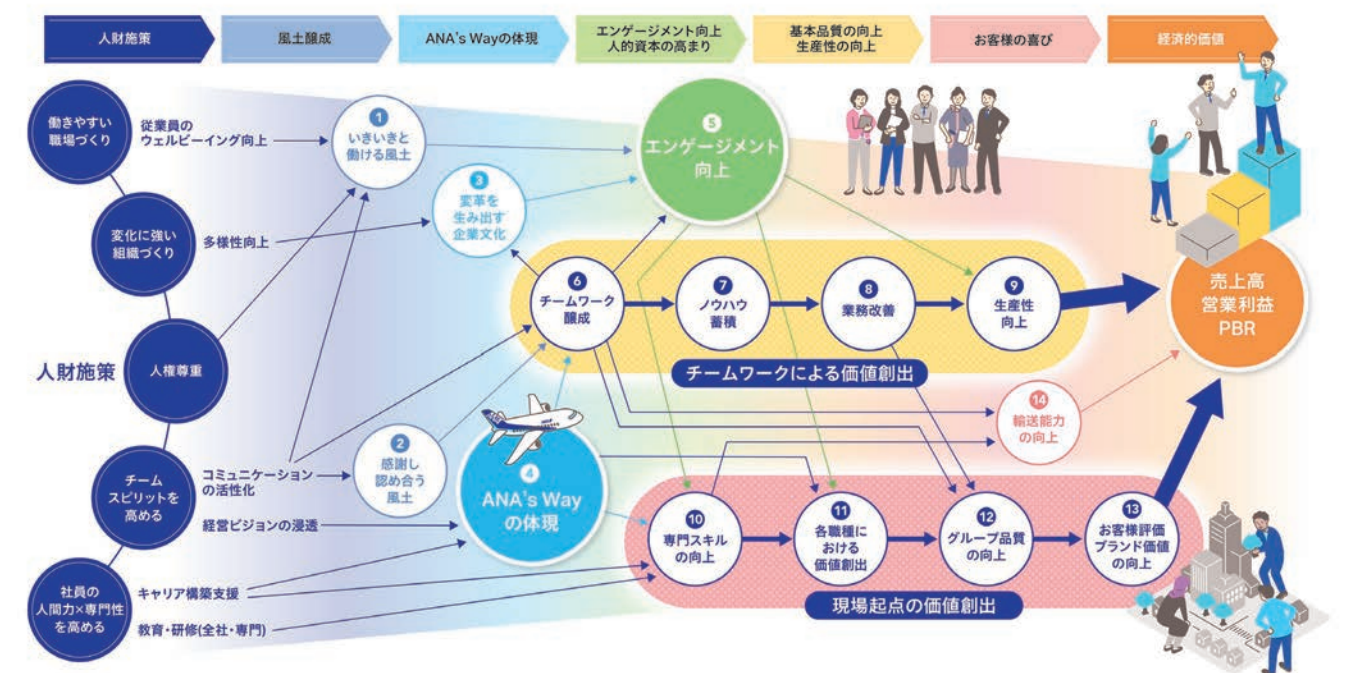 人財施策
風土醸成
ANA's Wayの体現
エンゲージメント向上
人的資本の高まり
基本品質の向上
生産性の向上
お客様の喜び
経済的価値
働きやすい
職場づくり
従業員の
ウェルビーイング向上
1
いきいきと
働ける風土
5
エンゲージメント
向上
3
変革を
生み出す
企業文化
変化に強い
組織づくり
多様性向上
6
チームワーク
醸成
7
ノウハウ
蓄積
8
業務改善
9
生産性
向上
売上高
営業利益
PBR
人財施策
人権尊重
チームワークによる価値創出
14
輸送能力
の向上
2
感謝し
認め合う
風土
チーム
スピリットを
高める
コミュニケーション
の活性化
4
ANA's Way
の体現
経営ビジョンの浸透
10
専門スキル
の向上
11
各職種に
おける
価値創出
12
グループ品質
の向上
13
お客様評価
ブランド価値
の向上
社員の
人間力×専門性
を高める
キャリア構築支援
教育・研修(全社・専門)
現場起点の価値創出